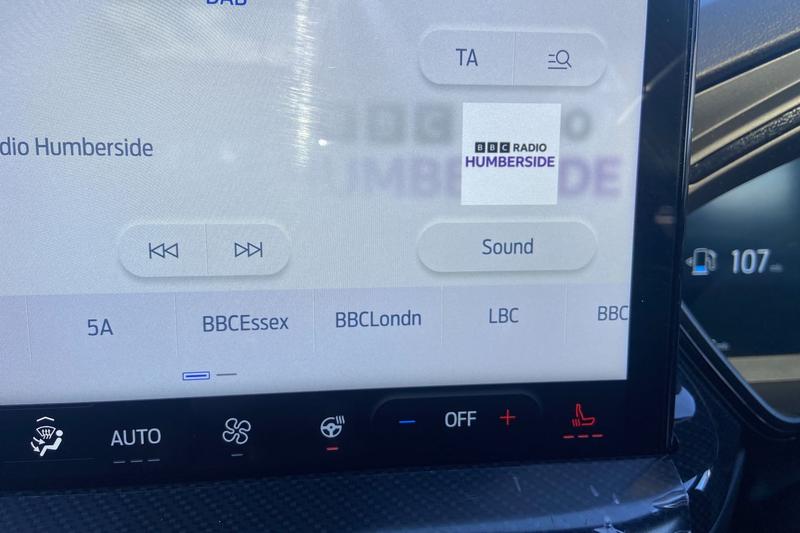 DAB
TA
BBC RADIO
HUMBERSIDE
dio Humberside
Sound
5A
BBCEssex
BBCLondn
LBC
BBC
AUTO
OFF
107